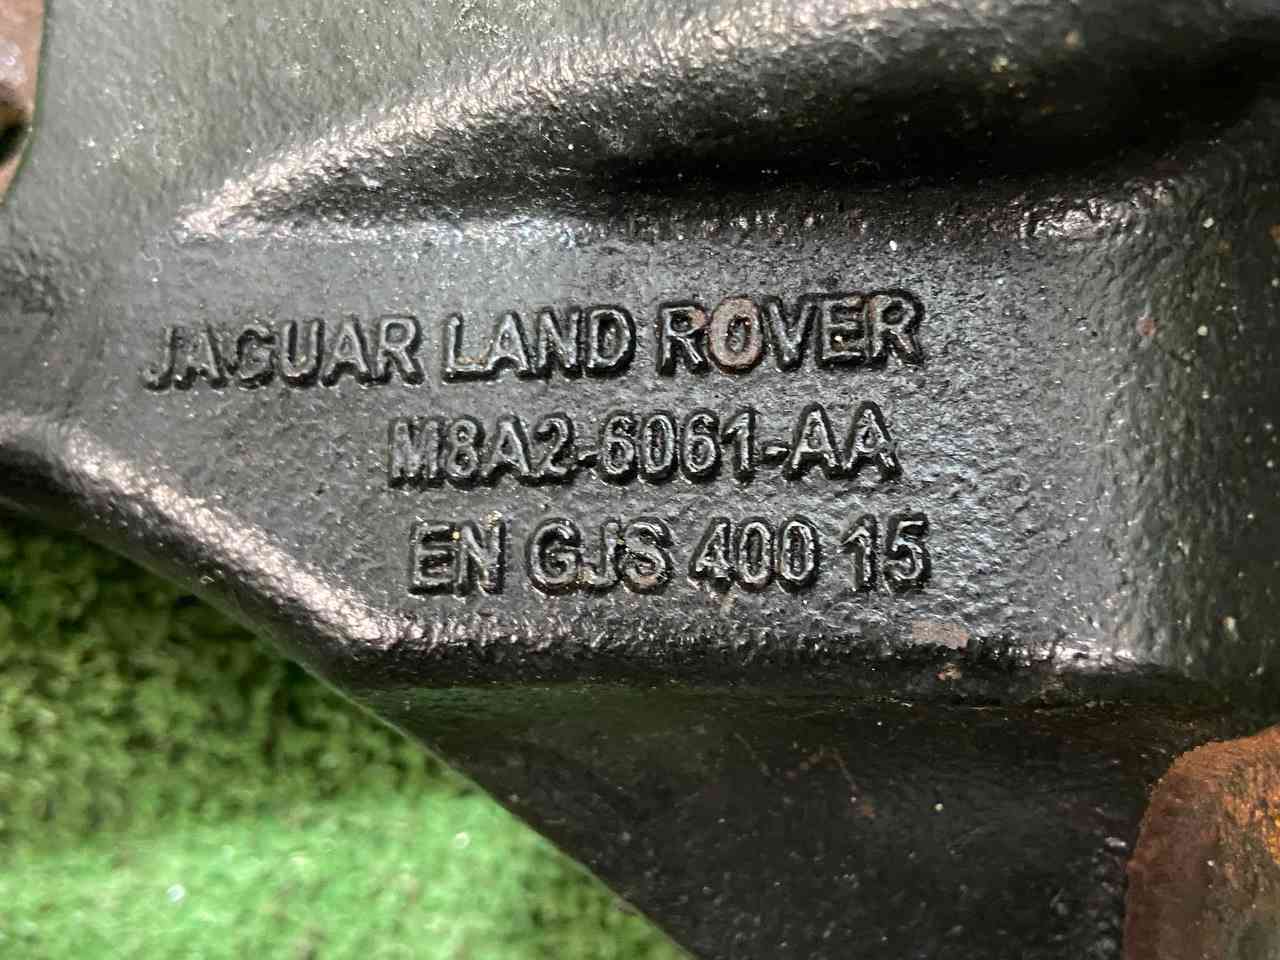 JAGUAR LAND ROVER
M8A2-6061-AA
EN GJS 400 15